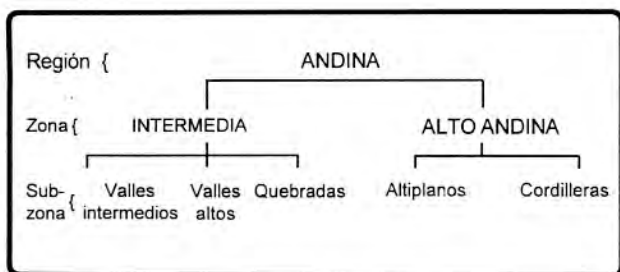 Región { ANDINA
Zona { INTERMEDIA ALTO ANDINA
Sub- Valles Valles Quebradas Altiplanos Cordilleras
zona { intermedios altos